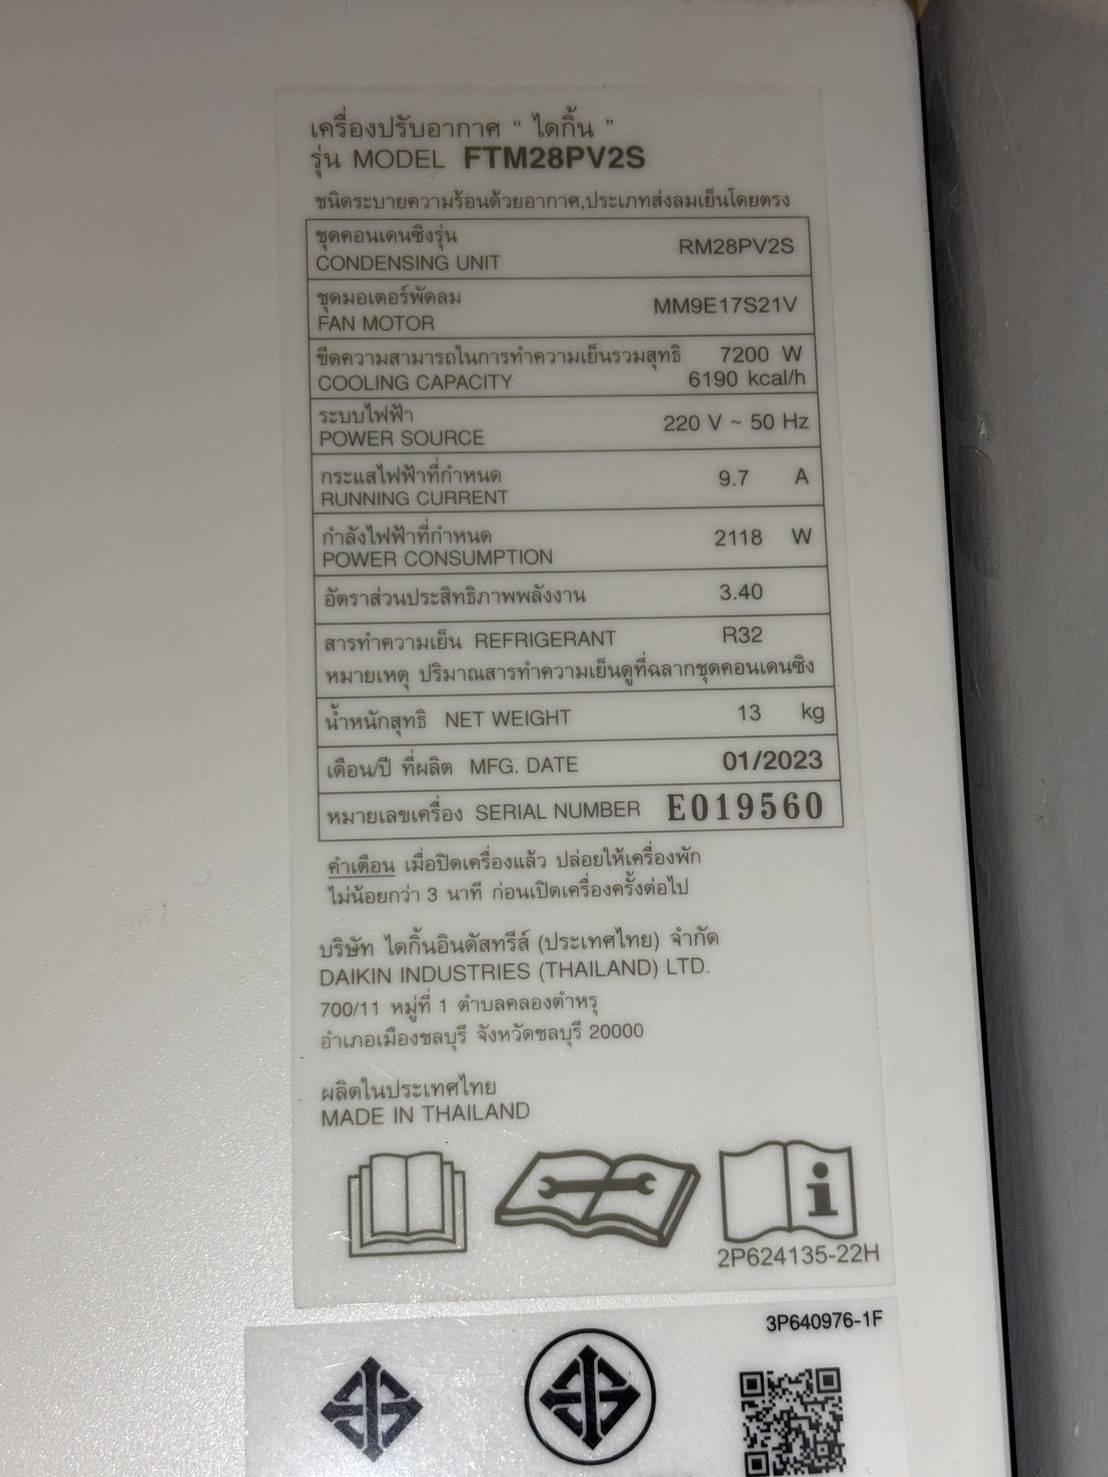 เครื่องปรับอากาศ “ ไดกิ้น ”
รุ่น MODEL FTM28PV2S
ชนิดระบายความร้อนด้วยอากาศ,ประเภทส่งลมเย็นโดยตรง
ชุดคอนเดนซิงรุ่น
CONDENSING UNIT RM28PV2S
ชุดมอเตอร์พัดลม
FAN MOTOR MM9E17S21V
ขีดความสามารถในการทำความเย็นรวมสุทธิ 7200 W
COOLING CAPACITY 6190 kcal/h
ระบบไฟฟ้า
POWER SOURCE 220 V ~ 50 Hz
กระแสไฟฟ้าที่กำหนด
RUNNING CURRENT 9.7 A
กำลังไฟฟ้าที่กำหนด
POWER CONSUMPTION 2118 W
อัตราส่วนประสิทธิภาพพลังงาน 3.40
สารทำความเย็น REFRIGERANT R32
หมายเหตุ ปริมาณสารทำความเย็นดูที่ฉลากชุดคอนเดนซิง
น้ำหนักสุทธิ NET WEIGHT 13 kg
เดือน/ปี ที่ผลิต MFG. DATE 01/2023
หมายเลขเครื่อง SERIAL NUMBER E019560
คำเตือน เมื่อปิดเครื่องแล้ว ปล่อยให้เครื่องพัก
ไม่น้อยกว่า 3 นาที ก่อนเปิดเครื่องครั้งต่อไป
บริษัท ไดกิ้นอินดัสทรีส์ (ประเทศไทย) จำกัด
DAIKIN INDUSTRIES (THAILAND) LTD.
700/11 หมู่ที่ 1 ตำบลคลองตำหรุ
อำเภอเมืองชลบุรี จังหวัดชลบุรี 20000
ผลิตในประเทศไทย
MADE IN THAILAND
2P624135-22H
3P640976-1F